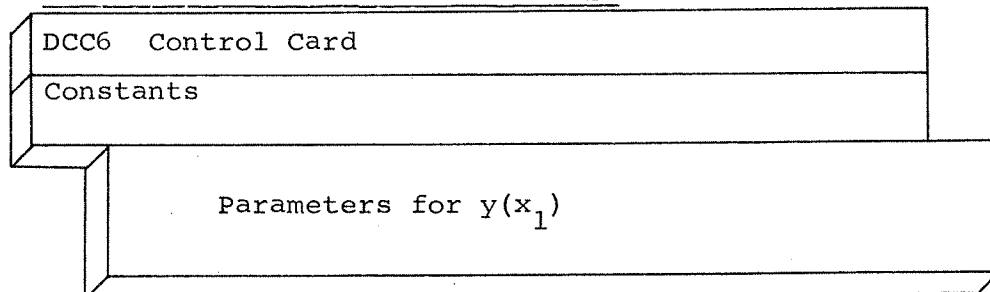 DCC6 Control Card
Constants
Parameters for y(x₁)